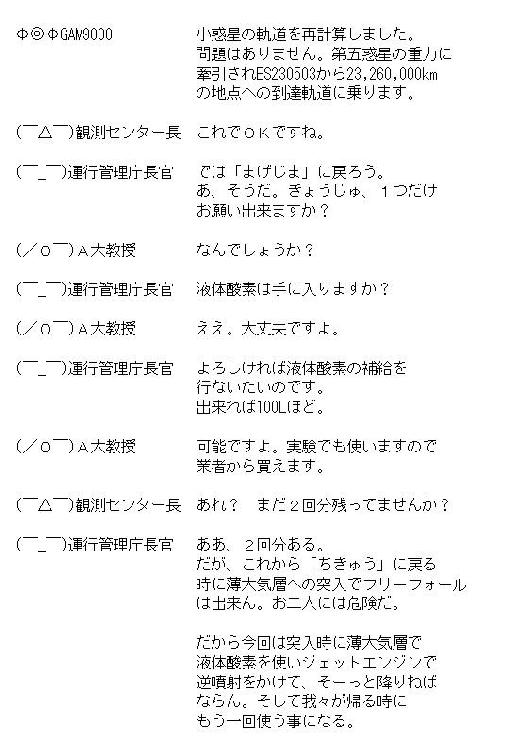 Φ◎ΦGAM9000 小惑星の軌道を再計算しました。
問題はありません。第五惑星の重力に
牽引されES230503から23,260,000km
の地点への到達軌道に乗ります。
(￣△￣)観測センター長 これでＯＫですね。
(￣_￣)運行管理庁長官 では「まげじま」に戻ろう。
あ、そうだ。ぎょうじゅ、１つだけ
お願い出来ますか？
(／０￣)Ａ大教授 なんでしょうか？
(￣_￣)運行管理庁長官 液体酸素は手に入りますか？
(／０￣)Ａ大教授 ええ。大丈夫ですよ。
(￣_￣)運行管理庁長官 よろしければ液体酸素の補給を
行ないたいのです。
出来れば100Lほど。
(／０￣)Ａ大教授 可能ですよ。実験でも使いますので
業者から買えます。
(￣△￣)観測センター長 あれ？　まだ２回分残ってませんか？
(￣_￣)運行管理庁長官 ああ、２回分ある。
だが、これから「ちきゅう」に戻る
時に薄大気層への突入でフリーフォール
は出来ん。お二人には危険だ。
だから今回は突入時に薄大気層で
液体酸素を使いジェットエンジンで
逆噴射をかけて、そーっと降りねば
ならん。そして我々が帰る時に
もう一回使う事になる。